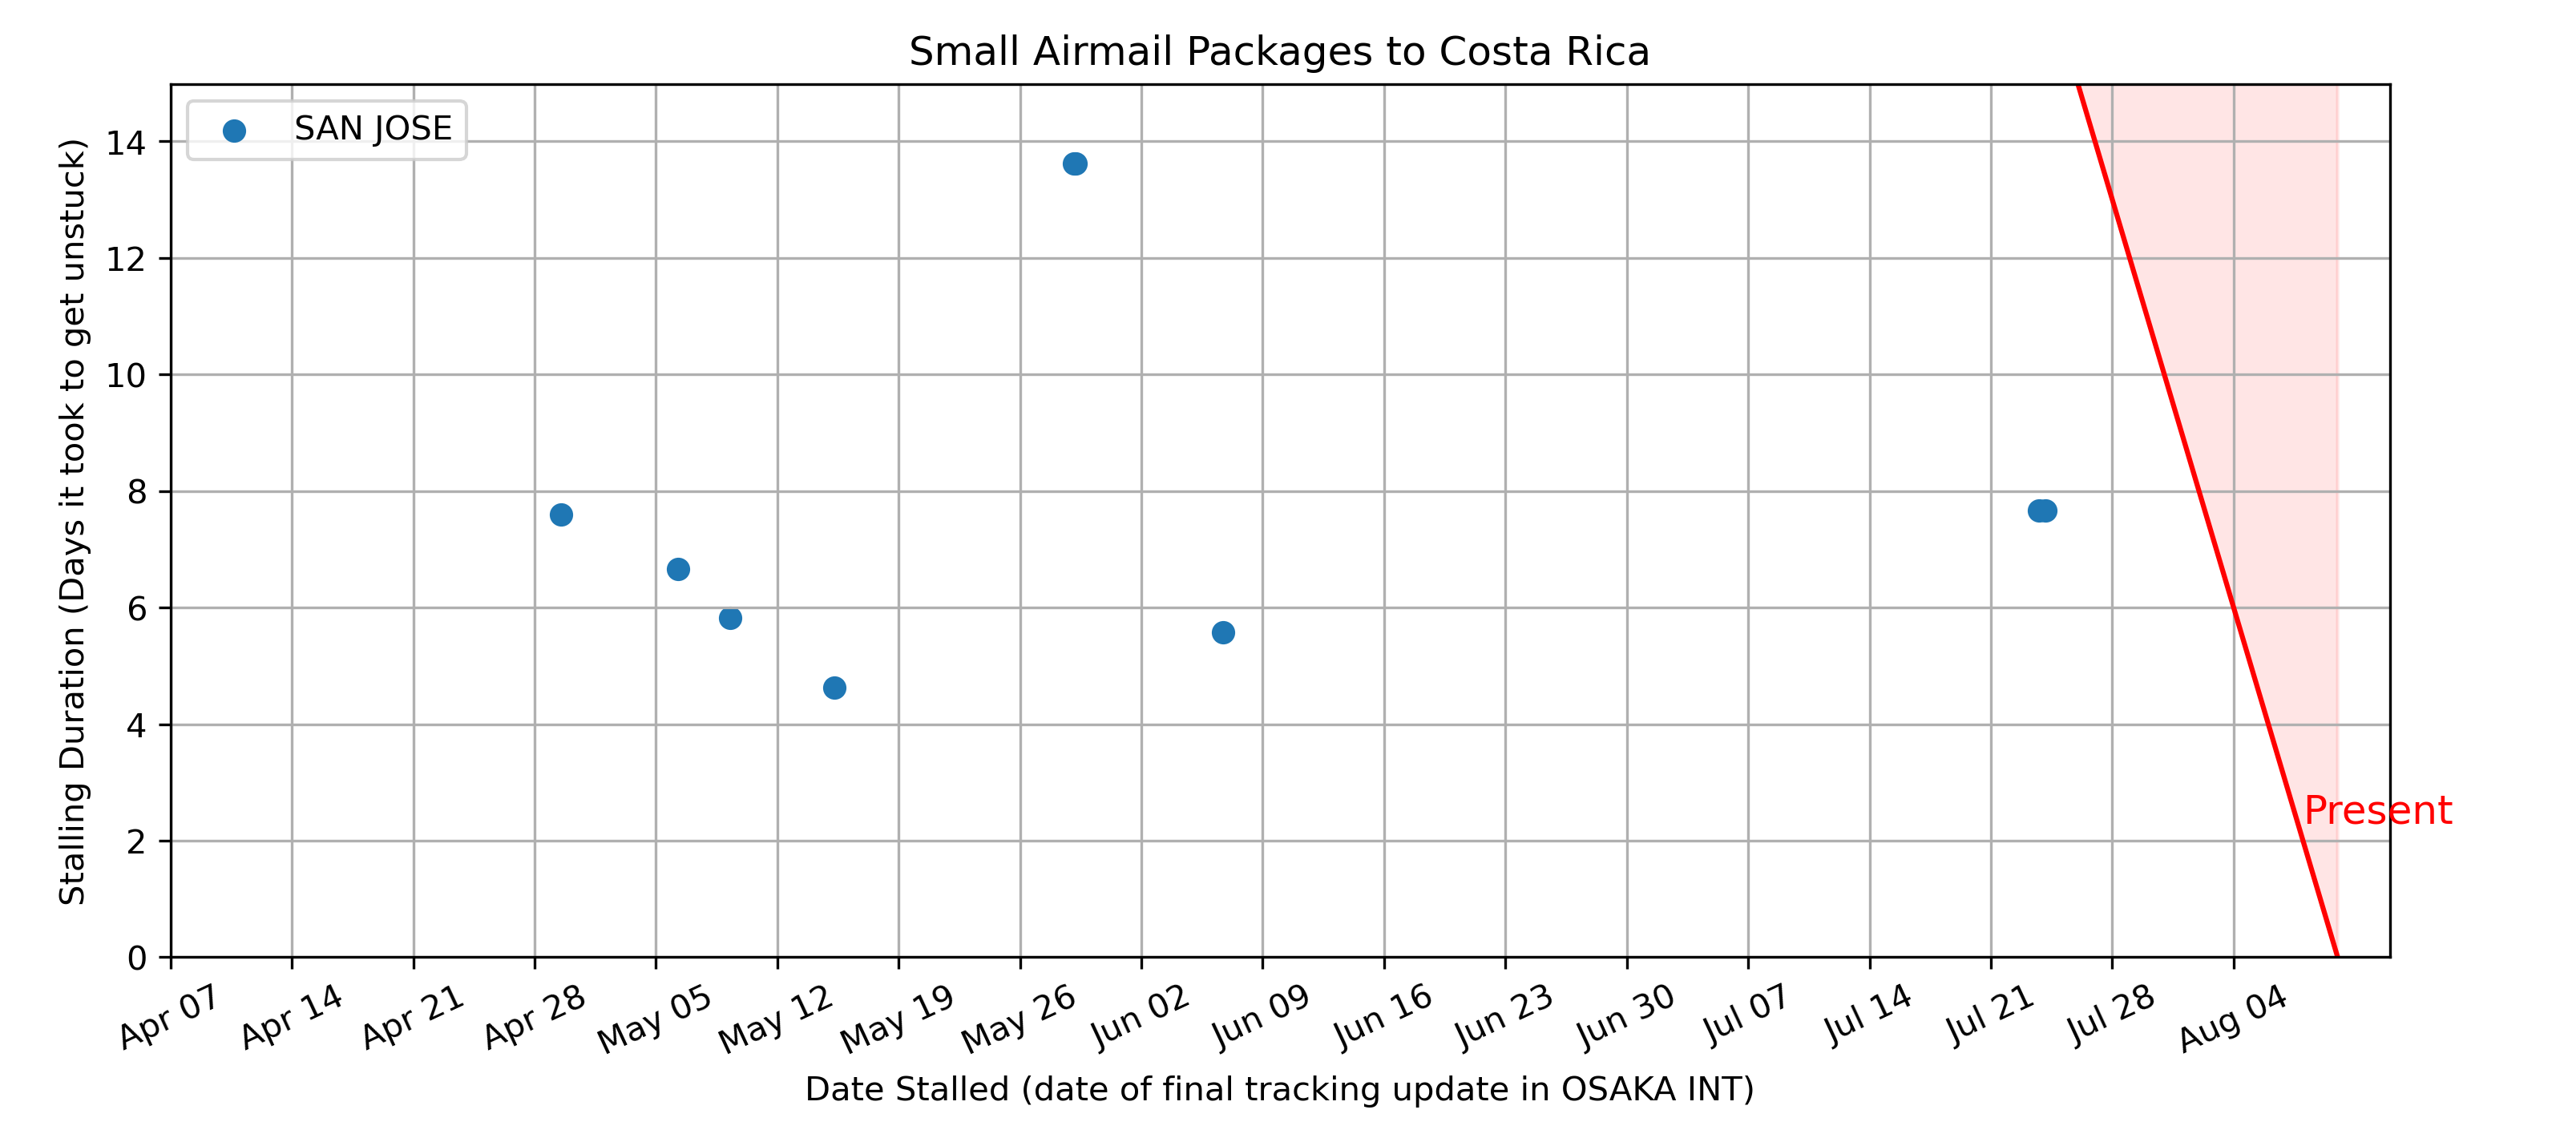 Small Airmail Packages to Costa Rica
SAN JOSE
Stalling Duration (Days it took to get unstuck)
14
12
10
8
6
4
2
0
Present
Apr 07
Apr 14
Apr 21
Apr 28
May 05
May 12
May 19
May 26
Jun 02
Jun 09
Jun 16
Jun 23
Jun 30
Jul 07
Jul 14
Jul 21
Jul 28
Aug 04
Date Stalled (date of final tracking update in OSAKA INT)